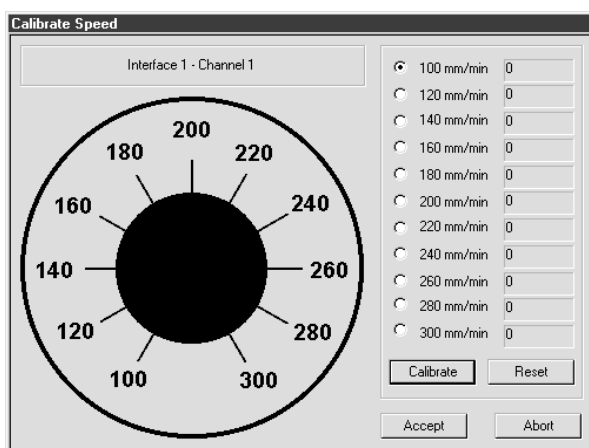 Calibrate Speed
Interface 1 - Channel 1
200
180
220
160
240
140
260
120
280
100
300
100 mm/min 0
120 mm/min 0
140 mm/min 0
160 mm/min 0
180 mm/min 0
200 mm/min 0
220 mm/min 0
240 mm/min 0
260 mm/min 0
280 mm/min 0
300 mm/min 0
Calibrate Reset
Accept Abort